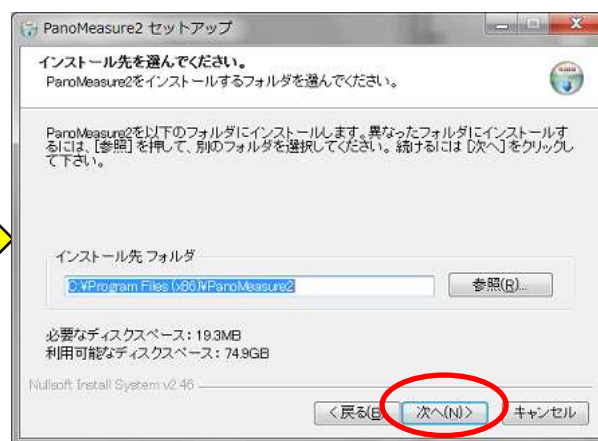 PanoMeasure2 セットアップ
インストール先を選んでください。
PanoMeasure2をインストールするフォルダを選んでください。
PanoMeasure2を以下のフォルダにインストールします。異なったフォルダにインストールす
るには、[参照] を押して、別のフォルダを選択してください。続けるには [次へ] をクリックし
て下さい。
インストール先 フォルダ
C:¥Program Files (x86)¥PanoMeasure2
参照(R)...
必要なディスクスペース: 19.3MB
利用可能なディスクスペース: 74.9GB
Nullsoft Install System v2.46
< 戻る(B)
次へ(N) >
キャンセル